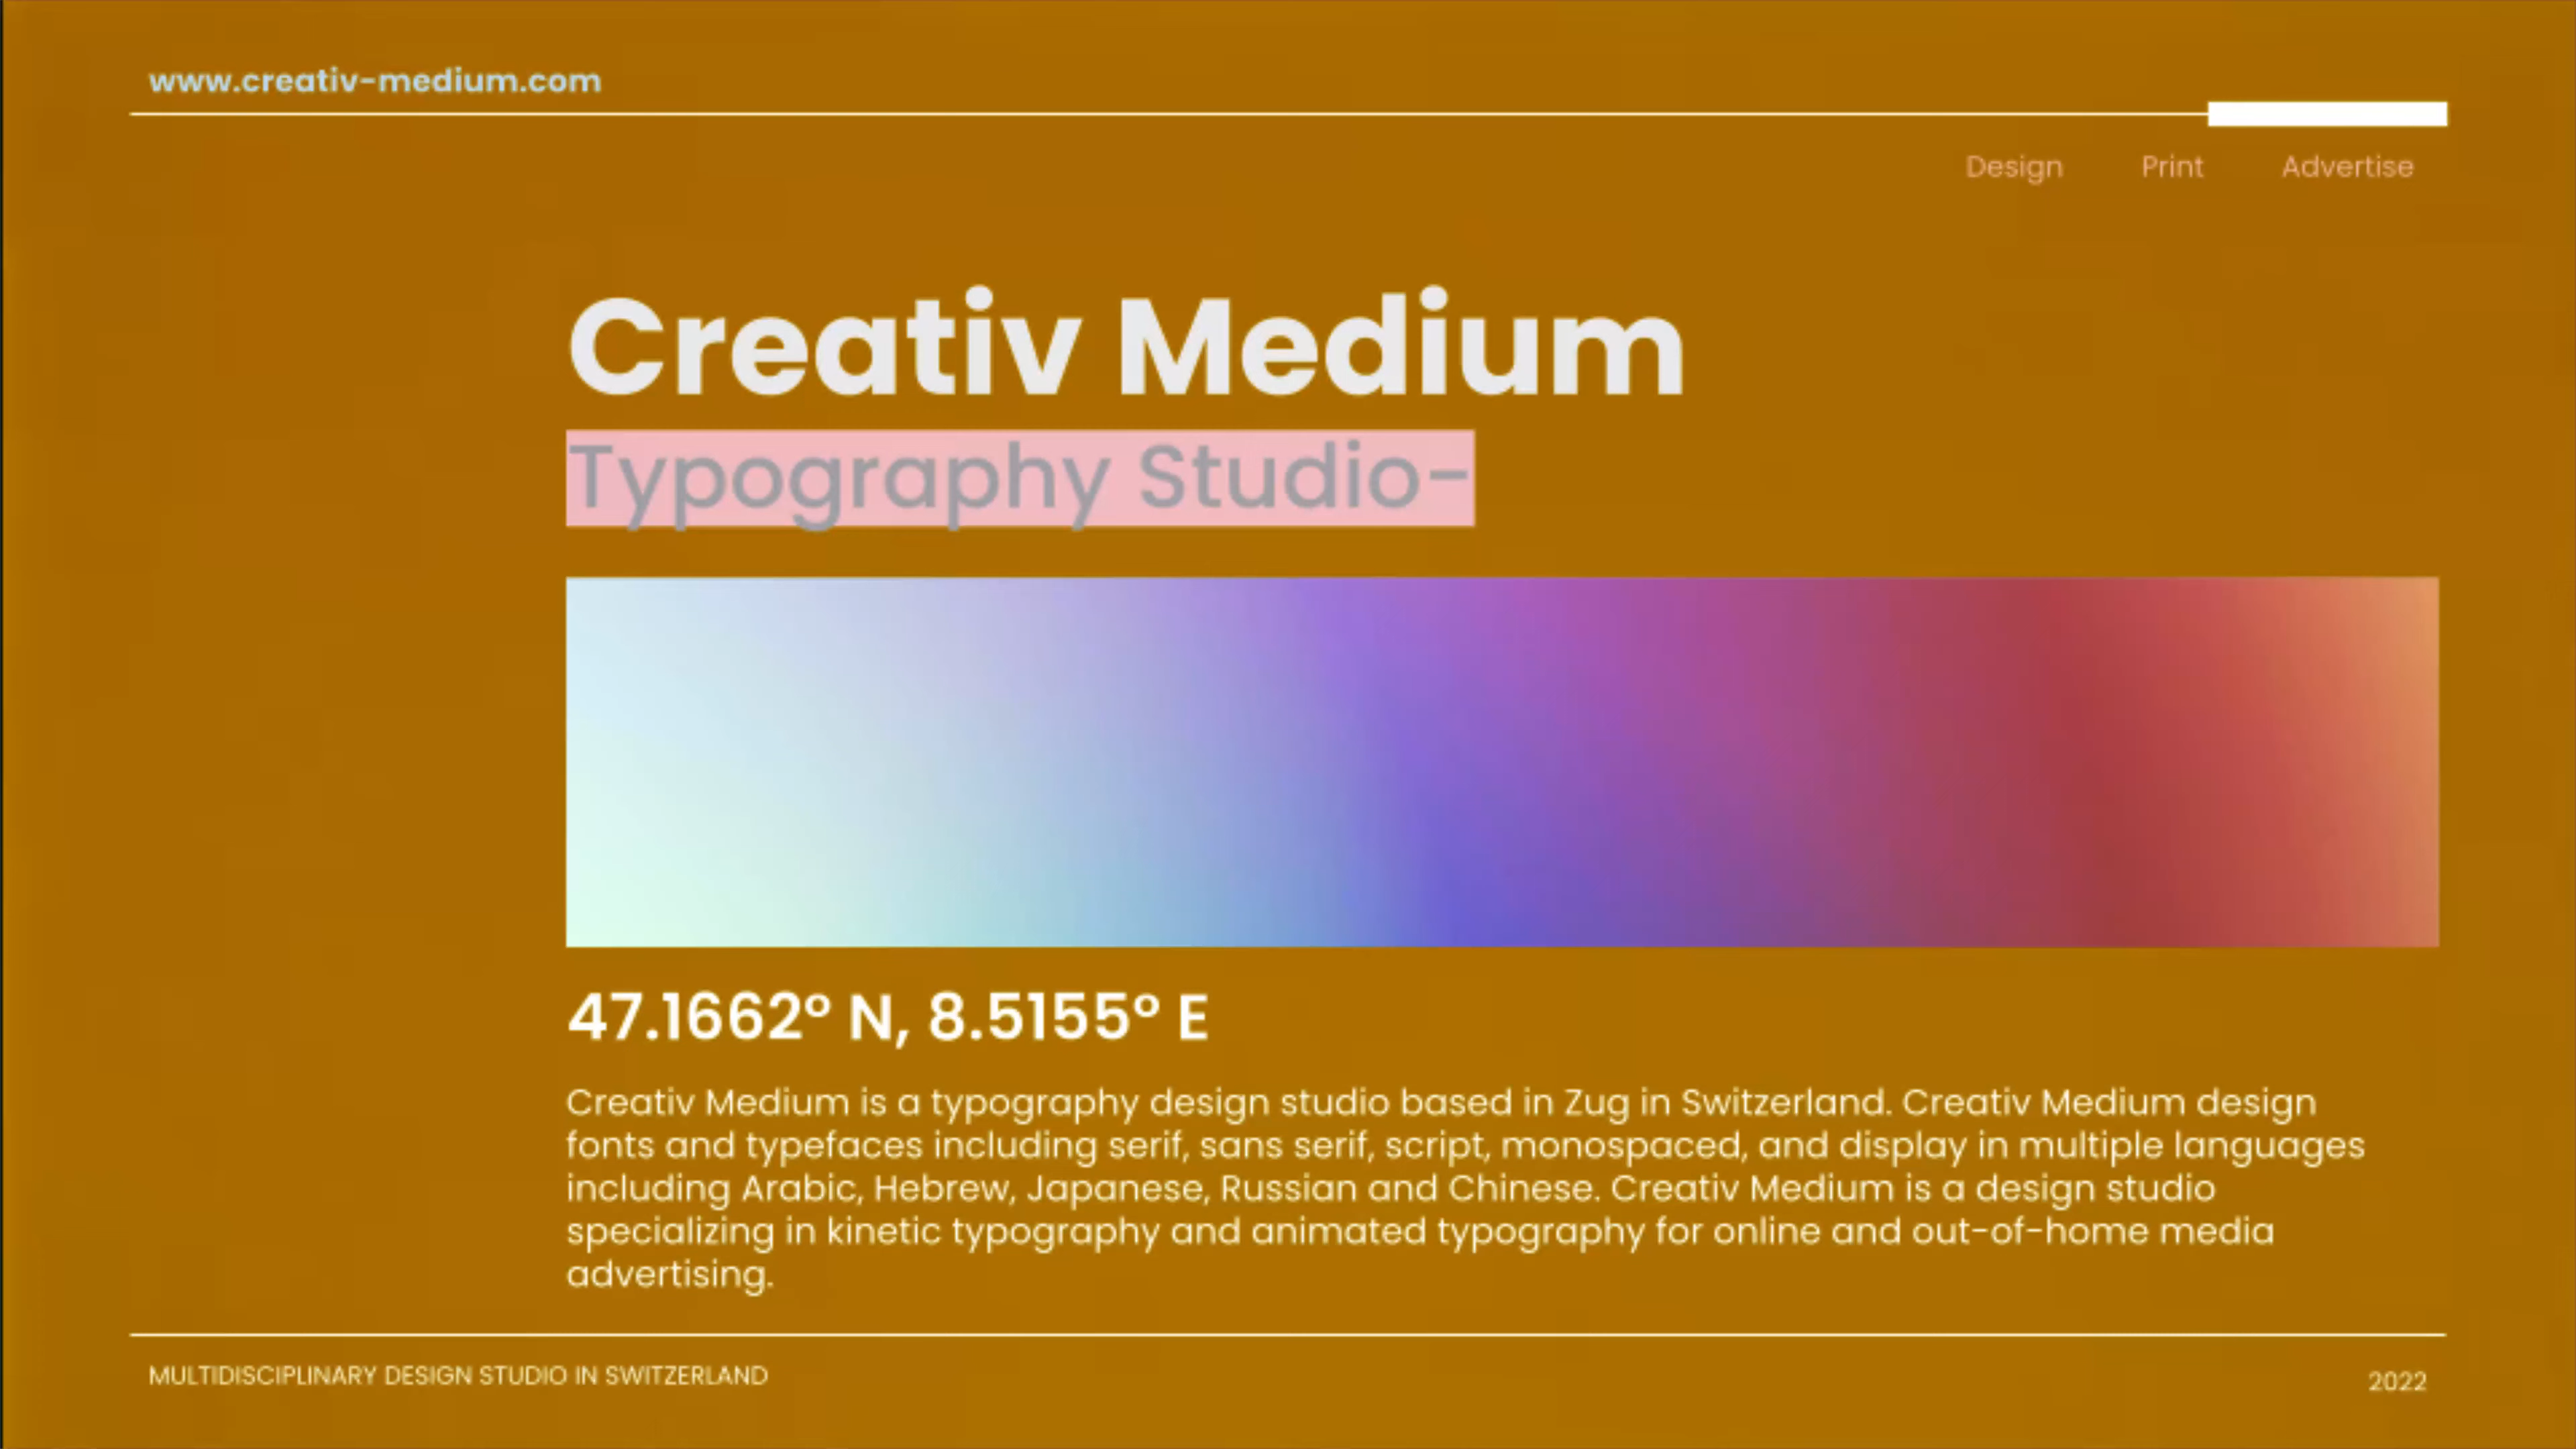 www.creativ-medium.com
Design Print Advertise
Creativ Medium
Typography Studio-
47.1662° N, 8.5155° E
Creativ Medium is a typography design studio based in Zug in Switzerland. Creativ Medium design
fonts and typefaces including serif, sans serif, script, monospaced, and display in multiple languages
including Arabic, Hebrew, Japanese, Russian and Chinese. Creativ Medium is a design studio
specializing in kinetic typography and animated typography for online and out-of-home media
advertising.
MULTIDISCIPLINARY DESIGN STUDIO IN SWITZERLAND
2022